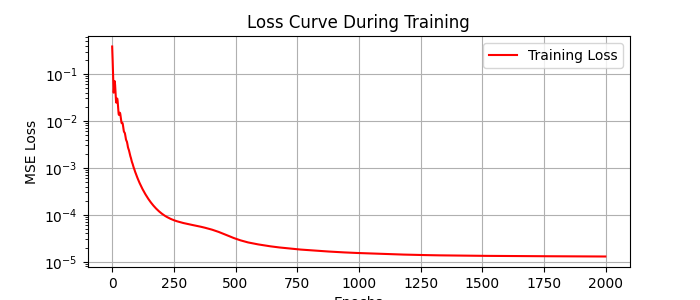 Loss Curve During Training
Training Loss
MSE Loss
10⁻¹
10⁻²
10⁻³
10⁻⁴
10⁻⁵
0 250 500 750 1000 1250 1500 1750 2000
Epochs